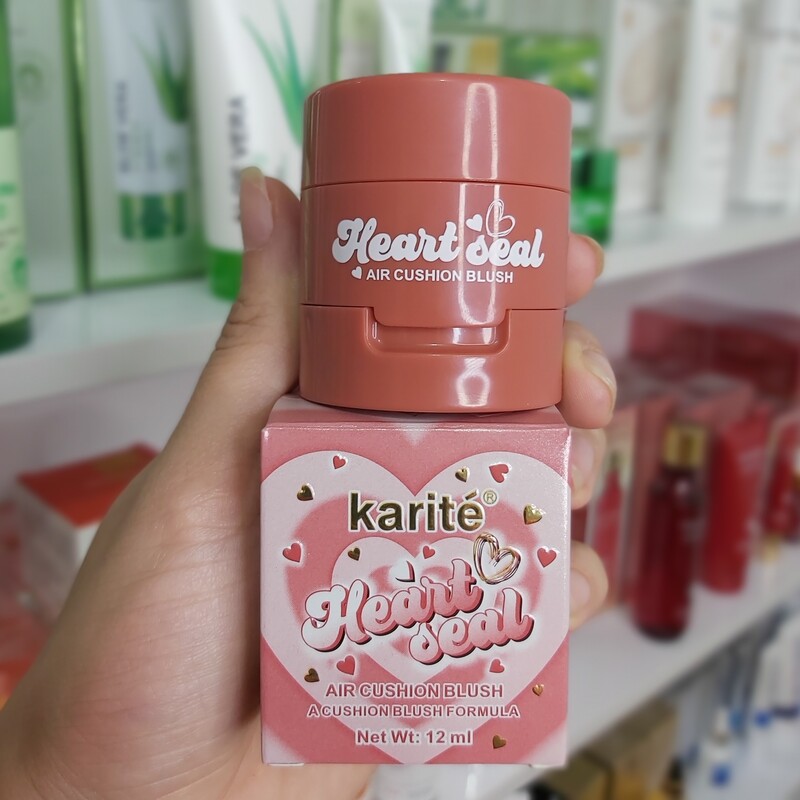 Heart seal
AIR CUSHION BLUSH
karité®
Heart
seal
AIR CUSHION BLUSH
A CUSHION BLUSH FORMULA
Net Wt: 12 ml